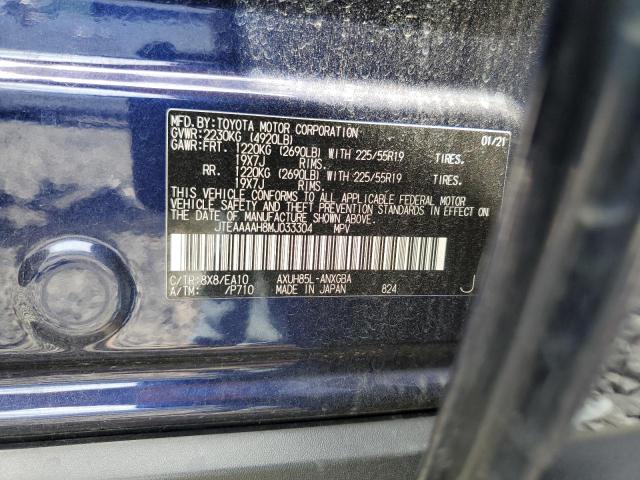 MFD.BY:TOYOTA MOTOR CORPORATION 01/21
GVWR:2230KG (4920LB)
GAWR:FRT. 1220KG (2690LB) WITH 225/55R19 TIRES.
19X7J RIMS.
RR. 1220KG (2690LB) WITH 225/55R19 TIRES.
19X7J RIMS.
THIS VEHICLE CONFORMS TO ALL APPLICABLE FEDERAL MOTOR
VEHICLE SAFETY, BUMPER, AND THEFT PREVENTION STANDARDS IN EFFECT ON
THE DATE OF MANUFACTURE SHOWN ABOVE.
JTEAAAAH8MJ033304 MPV
C/TR:8X8/EA10 AXUH85L-ANXGBA
A/TM: /P710 MADE IN JAPAN 824 J